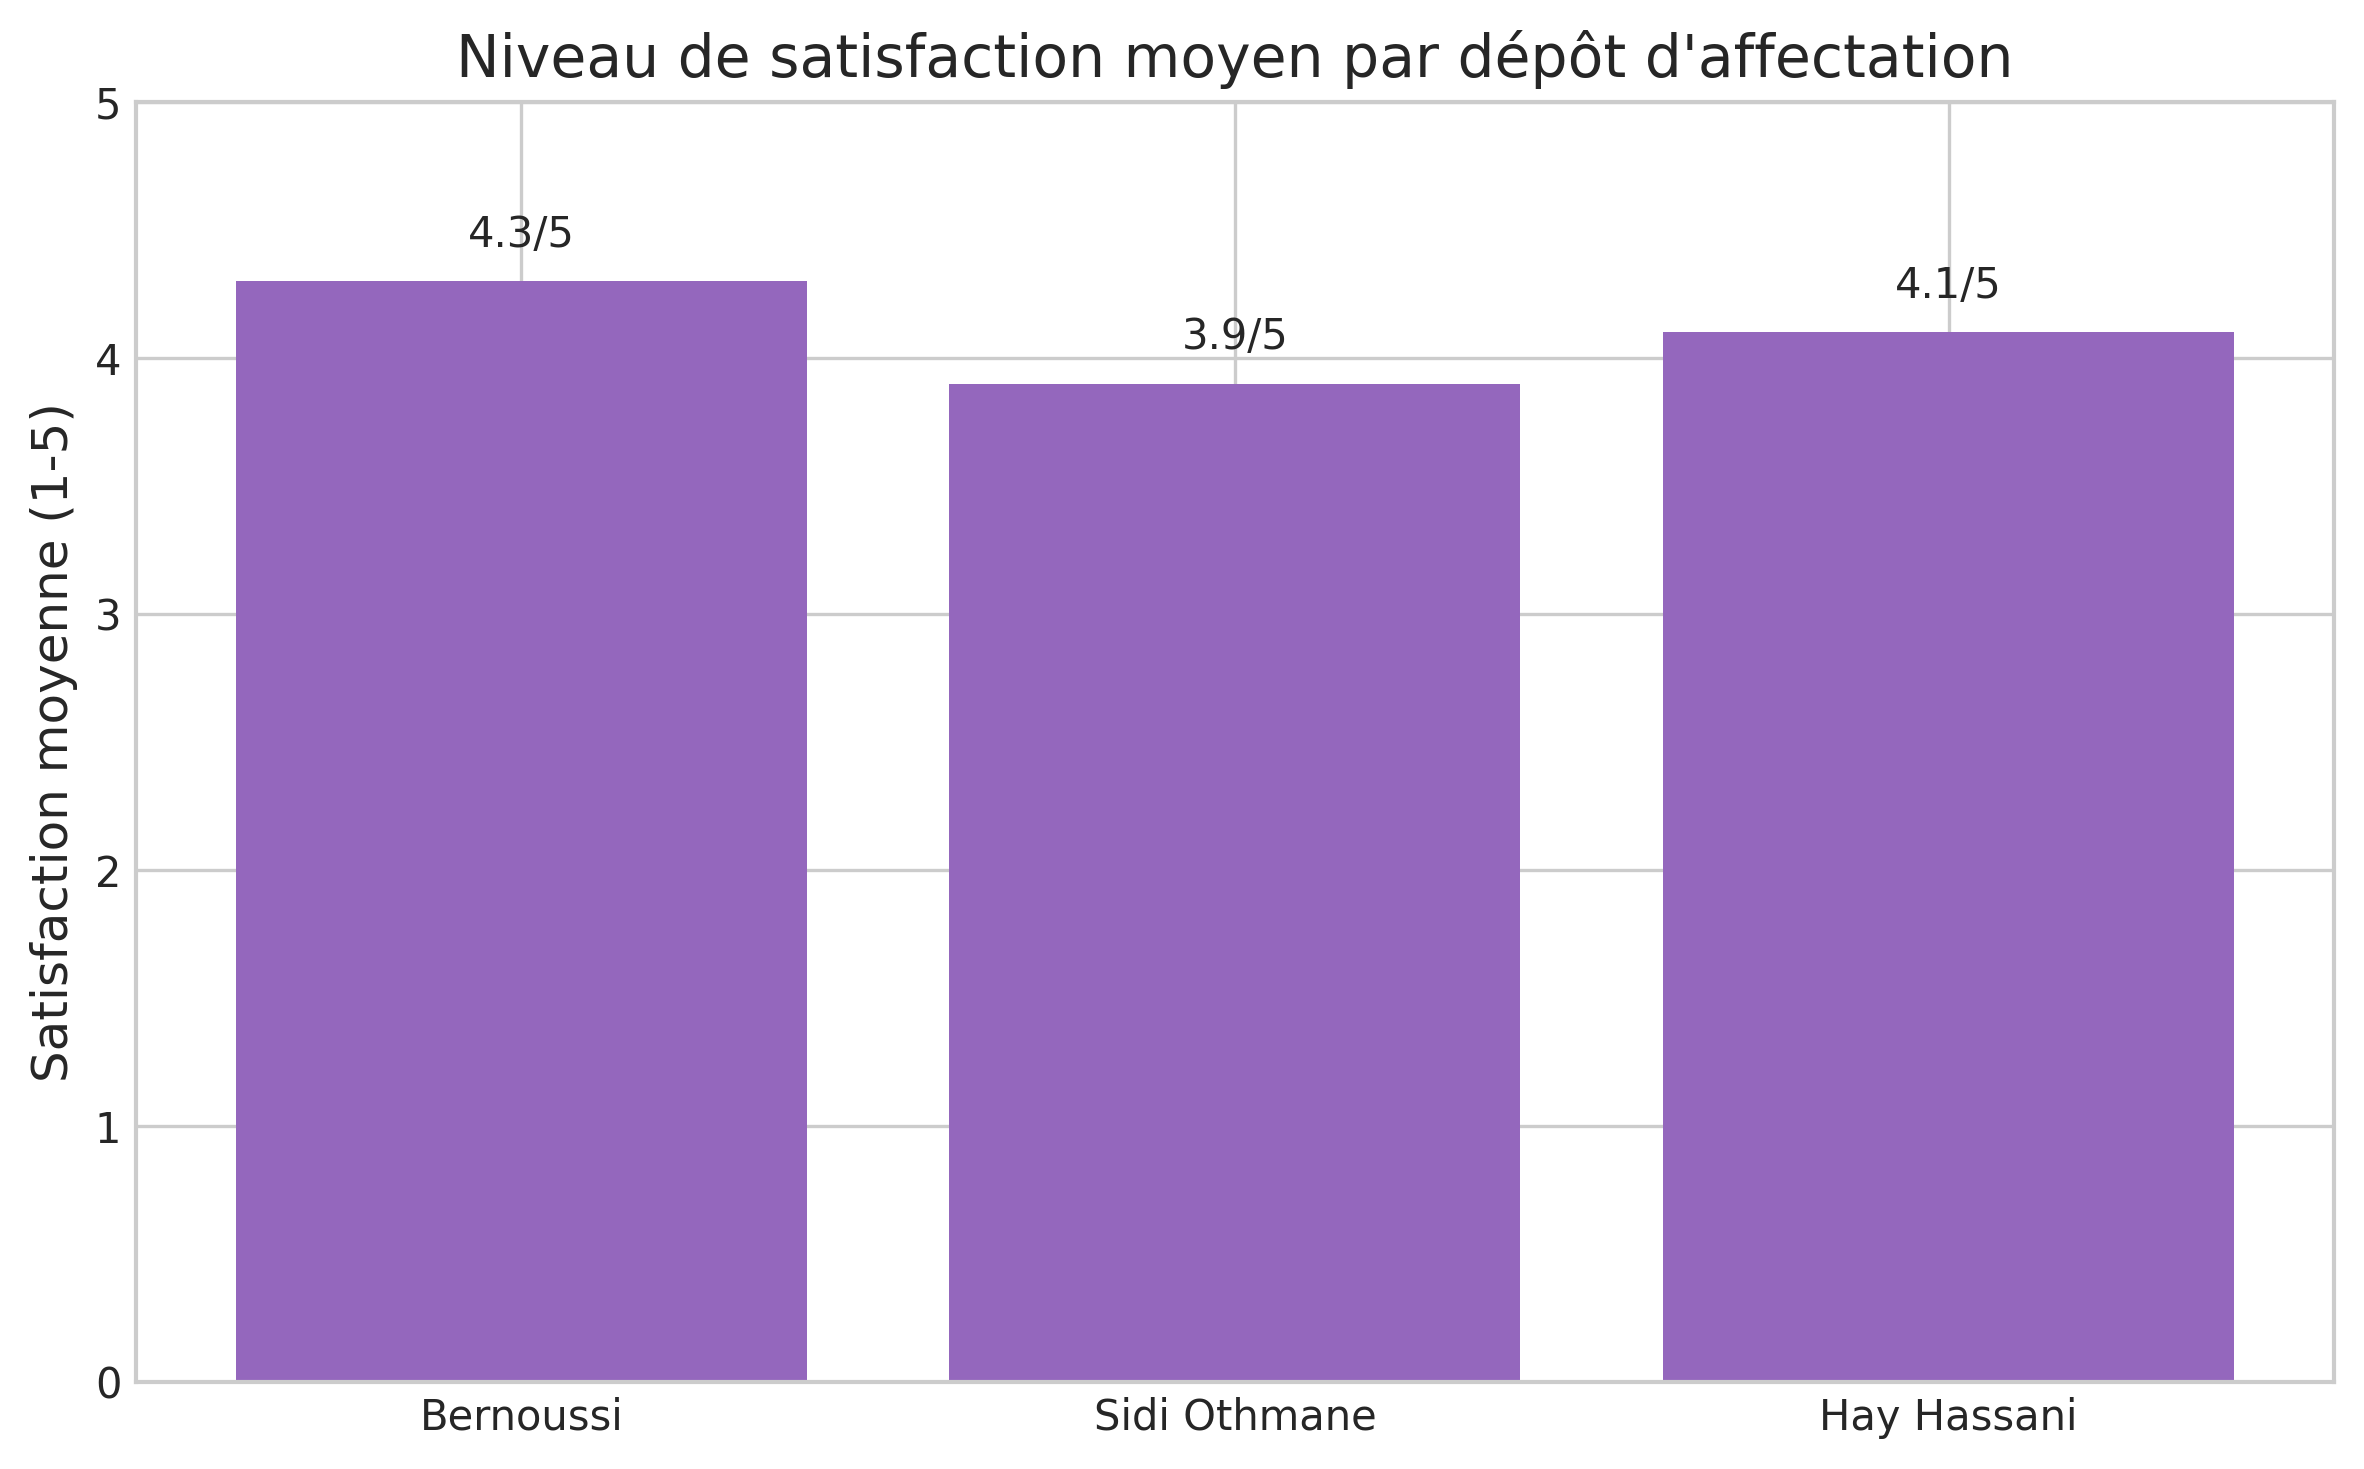 Niveau de satisfaction moyen par dépôt d'affectation
Satisfaction moyenne (1-5)
5
4
3
2
1
0
4.3/5
3.9/5
4.1/5
Bernoussi
Sidi Othmane
Hay Hassani